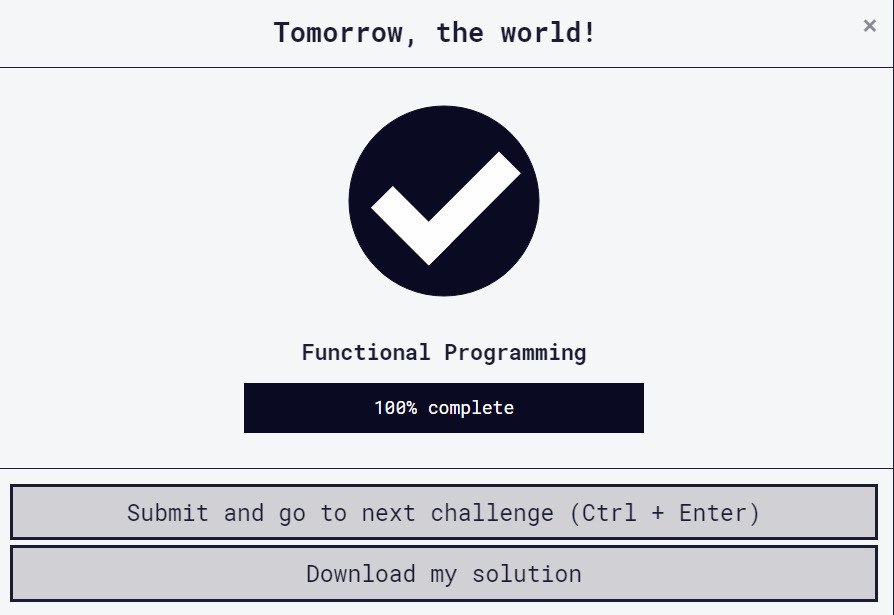 Tomorrow, the world!
×
Functional Programming
100% complete
Submit and go to next challenge (Ctrl + Enter)
Download my solution